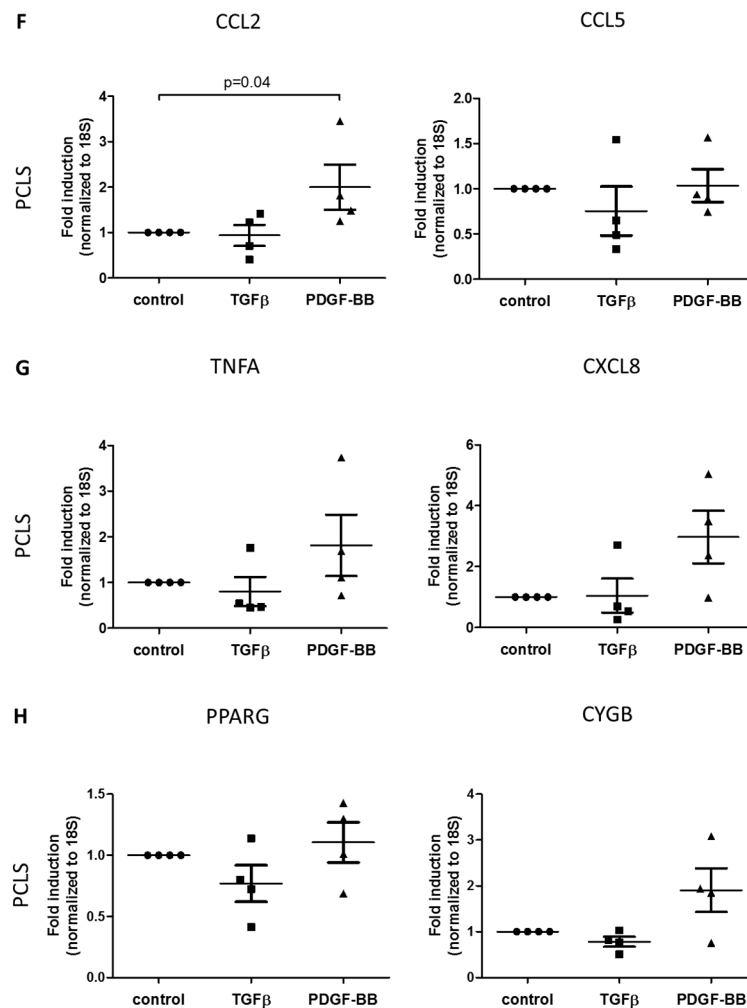 F
CCL2
CCL5
p=0.04
PCLS
Fold induction
(normalized to 18S)
4
3
2
1
0
control
TGFβ
PDGF-BB
Fold induction
(normalized to 18S)
2.0
1.5
1.0
0.5
0.0
control
TGFβ
PDGF-BB
G
TNFA
CXCL8
PCLS
Fold induction
(normalized to 18S)
4
3
2
1
0
control
TGFβ
PDGF-BB
Fold induction
(normalized to 18S)
6
4
2
0
control
TGFβ
PDGF-BB
H
PPARG
CYGB
PCLS
Fold induction
(normalized to 18S)
1.5
1.0
0.5
0.0
control
TGFβ
PDGF-BB
Fold induction
(normalized to 18S)
4
3
2
1
0
control
TGFβ
PDGF-BB